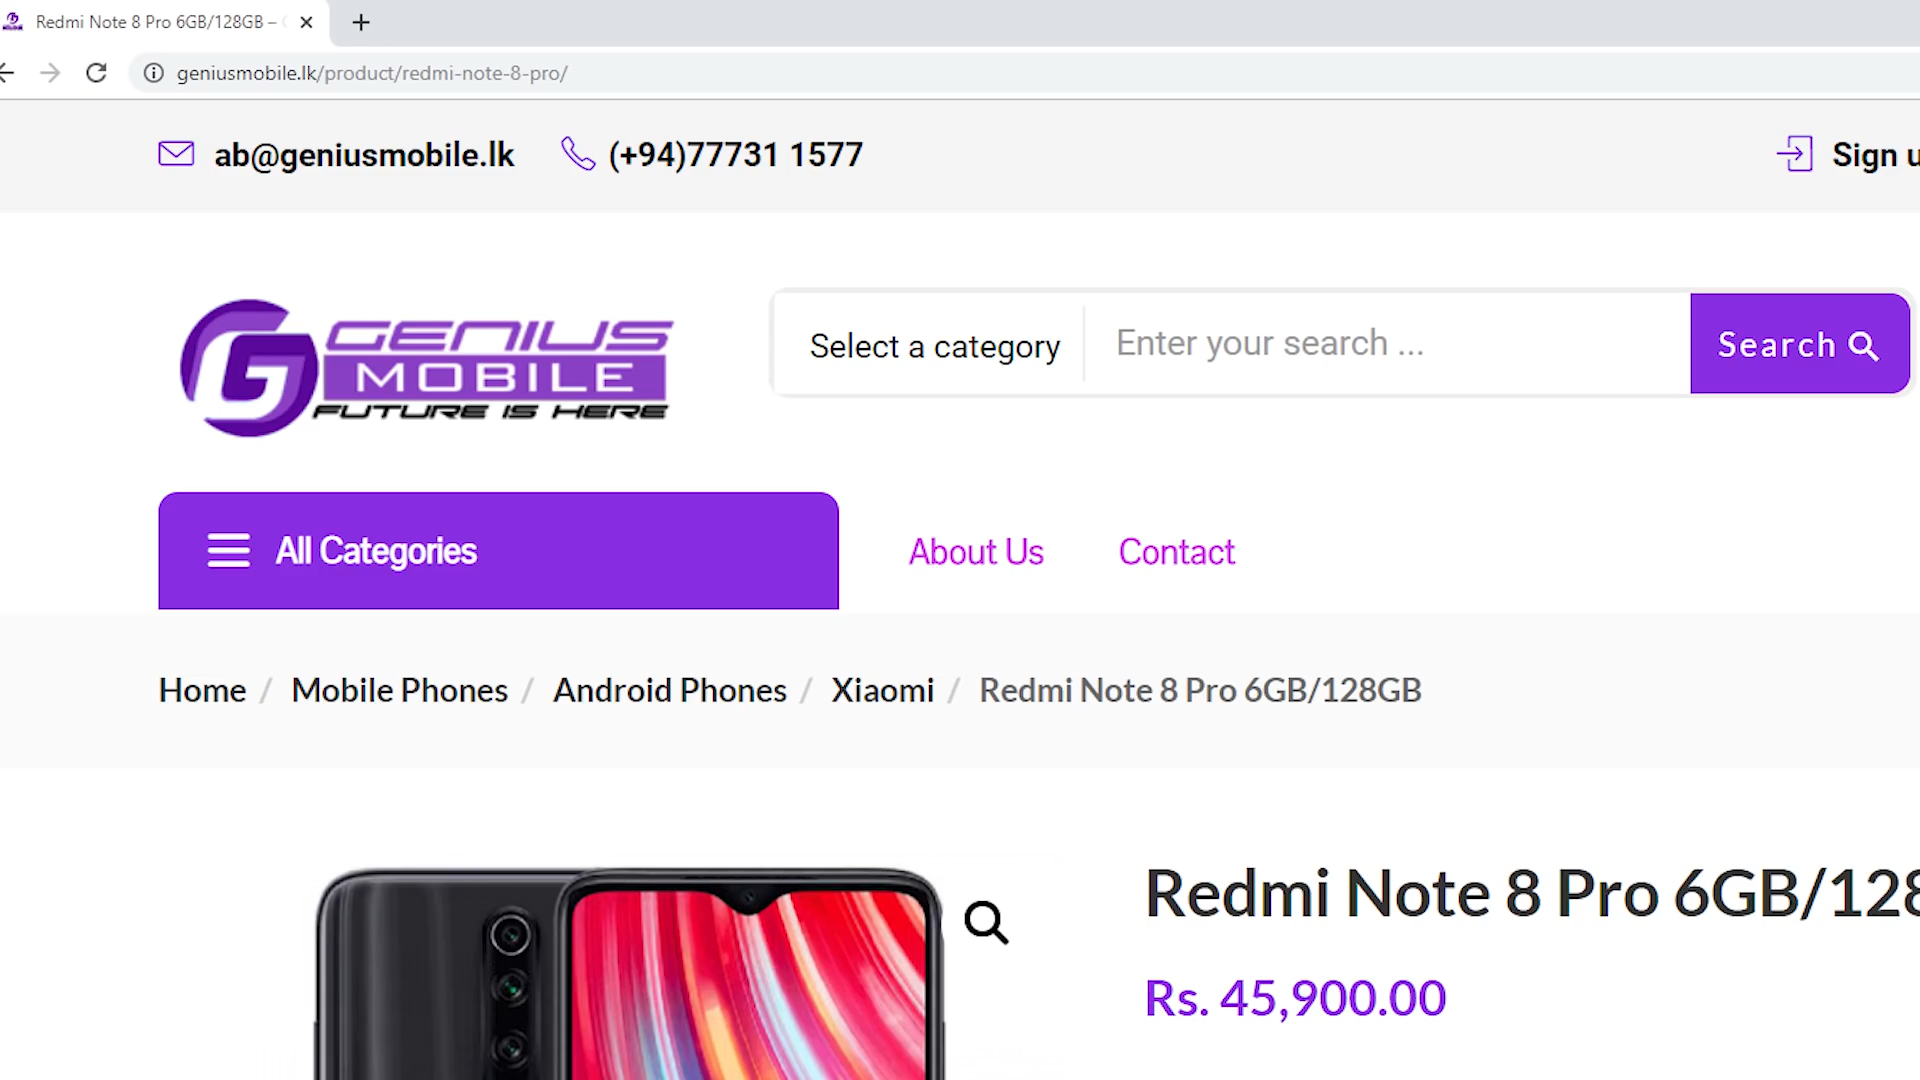 Redmi Note 8 Pro 6GB/128GB –
geniusmobile.lk/product/redmi-note-8-pro/
ab@geniusmobile.lk (+94)77731 1577
Sign u
GENIUS
MOBILE
FUTURE IS HERE
Select a category
Enter your search ...
Search
All Categories
About Us
Contact
Home / Mobile Phones / Android Phones / Xiaomi / Redmi Note 8 Pro 6GB/128GB
Redmi Note 8 Pro 6GB/128
Rs. 45,900.00